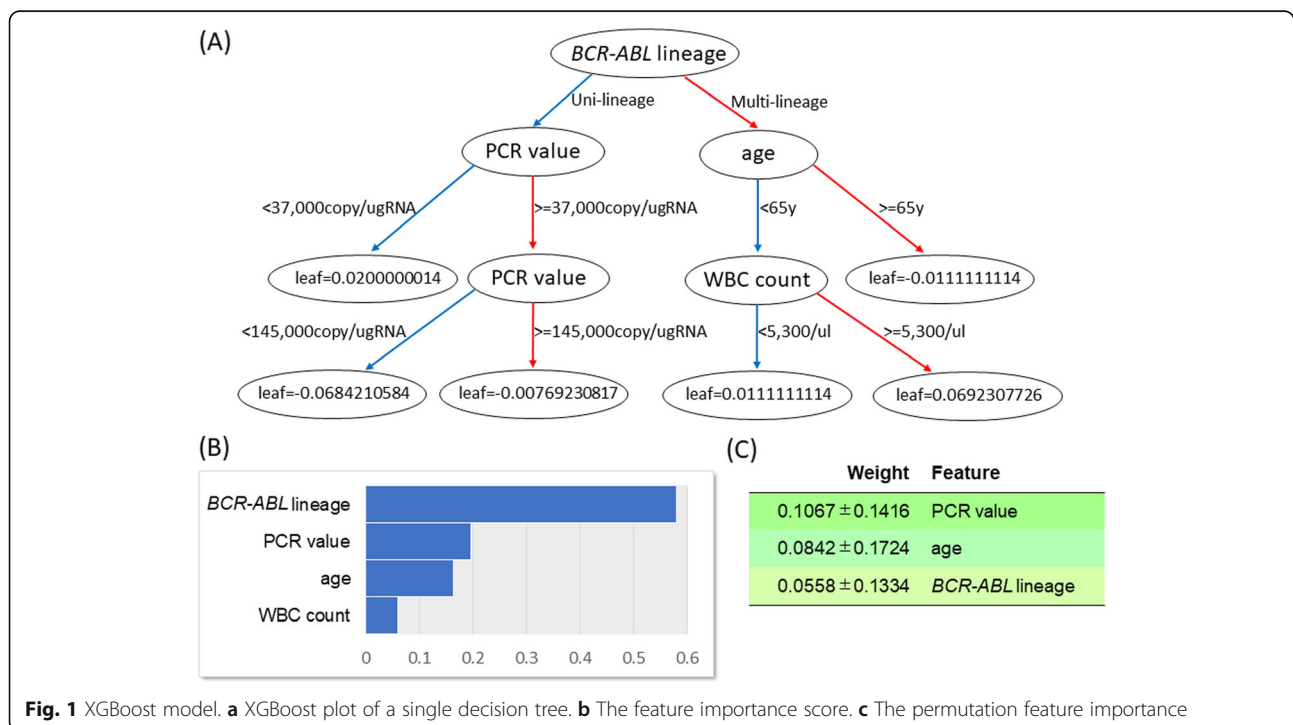 (A)
BCR-ABL lineage
Uni-lineage
Multi-lineage
PCR value
age
<37,000copy/ugRNA
>=37,000copy/ugRNA
<65y
>=65y
leaf=0.0200000014
PCR value
WBC count
leaf=-0.0111111114
<145,000copy/ugRNA
>=145,000copy/ugRNA
<5,300/ul
>=5,300/ul
leaf=-0.0684210584
leaf=-0.00769230817
leaf=0.0111111114
leaf=0.0692307726
(B)
BCR-ABL lineage
PCR value
age
WBC count
0 0.1 0.2 0.3 0.4 0.5 0.6
(C)
Weight Feature
0.1067 ± 0.1416 PCR value
0.0842 ± 0.1724 age
0.0558 ± 0.1334 BCR-ABL lineage
Fig. 1 XGBoost model. a XGBoost plot of a single decision tree. b The feature importance score. c The permutation feature importance